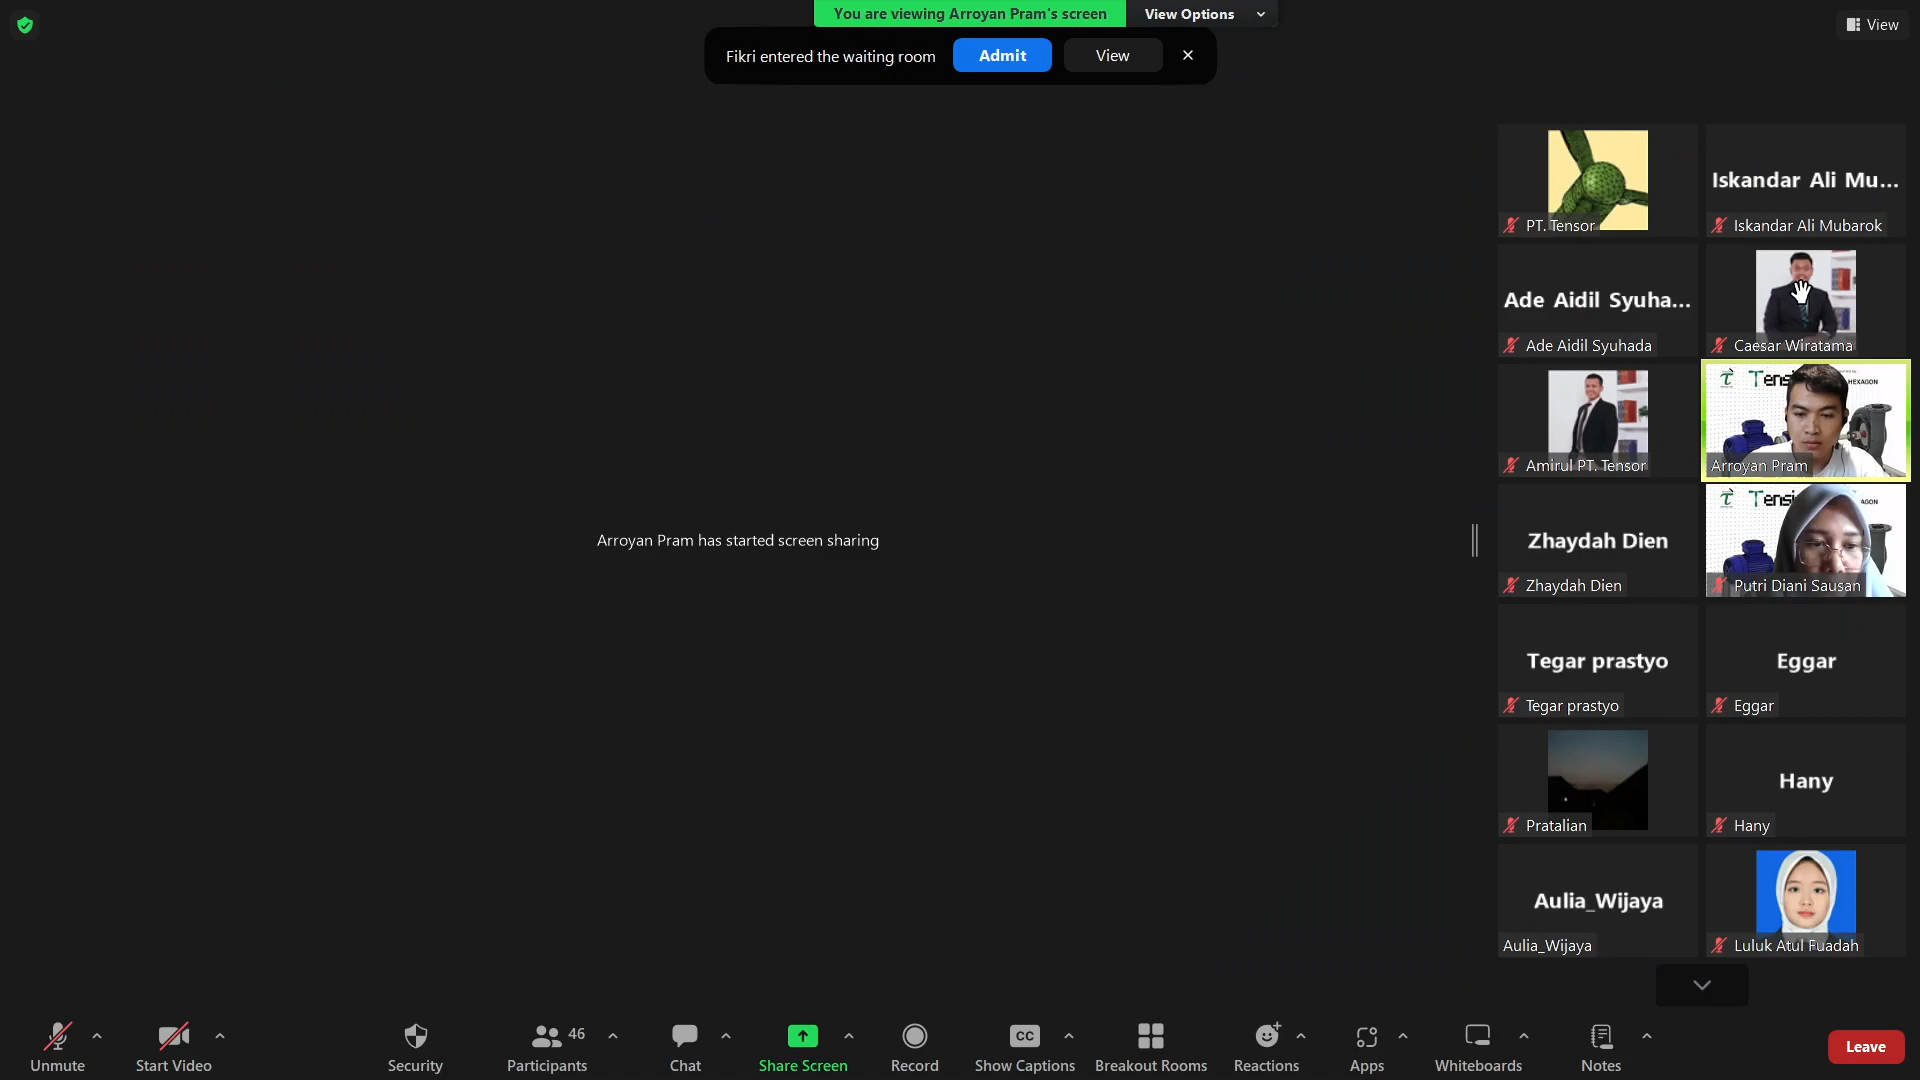 You are viewing Arroyan Pram's screen
View Options
View
Fikri entered the waiting room
Admit
View
PT. Tensor
Iskandar Ali Mu...
Iskandar Ali Mubarok
Ade Aidil Syuha...
Ade Aidil Syuhada
Caesar Wiratama
Amirul PT. Tensor
HEXAGON
Arroyan Pram
Arroyan Pram has started screen sharing
Zhaydah Dien
Zhaydah Dien
Putri Diani Sausan
Tegar prastyo
Tegar prastyo
Eggar
Eggar
Pratalian
Hany
Hany
Aulia_Wijaya
Aulia_Wijaya
Luluk Atul Fuadah
Unmute
Start Video
Security
46
Participants
Chat
Share Screen
Record
CC
Show Captions
Breakout Rooms
Reactions
Apps
Whiteboards
Notes
Leave